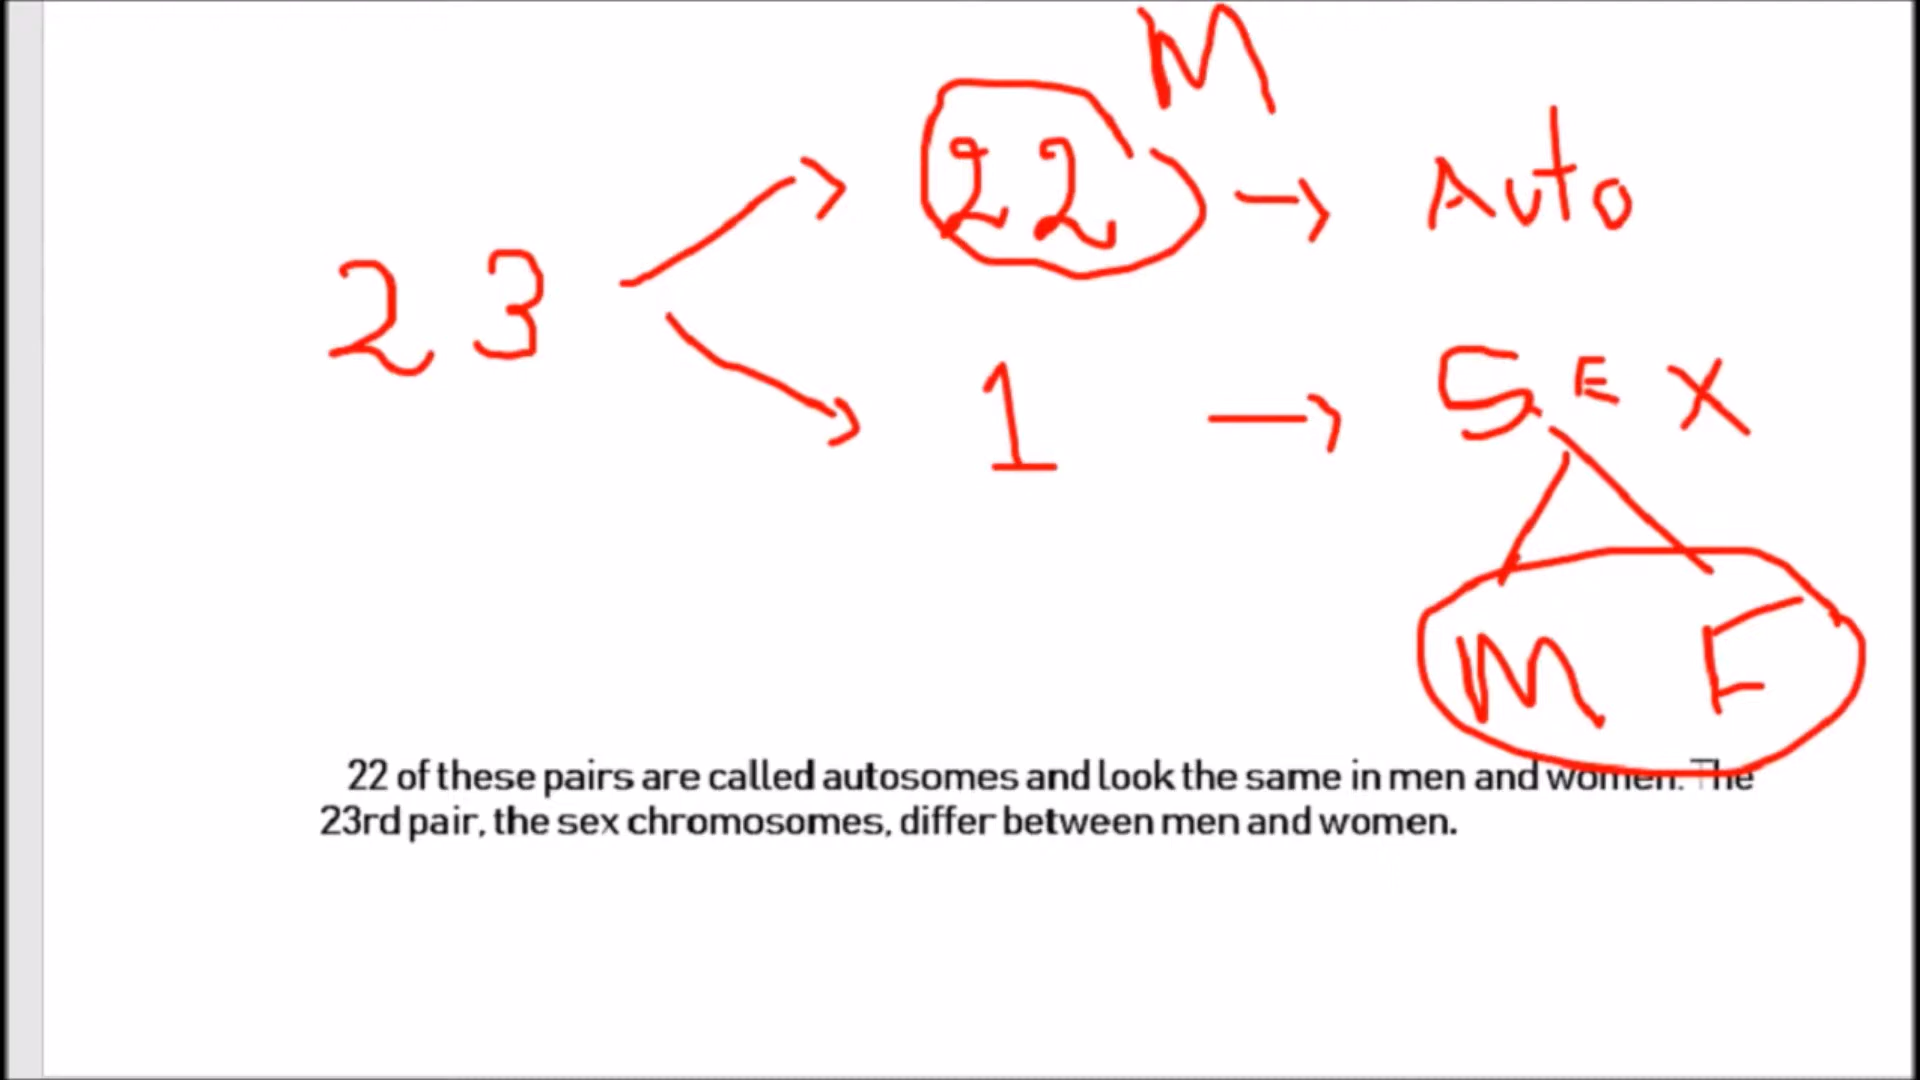 M
22 → Auto
23
1 → SEX
M F
22 of these pairs are called autosomes and look the same in men and women. The
23rd pair, the sex chromosomes, differ between men and women.